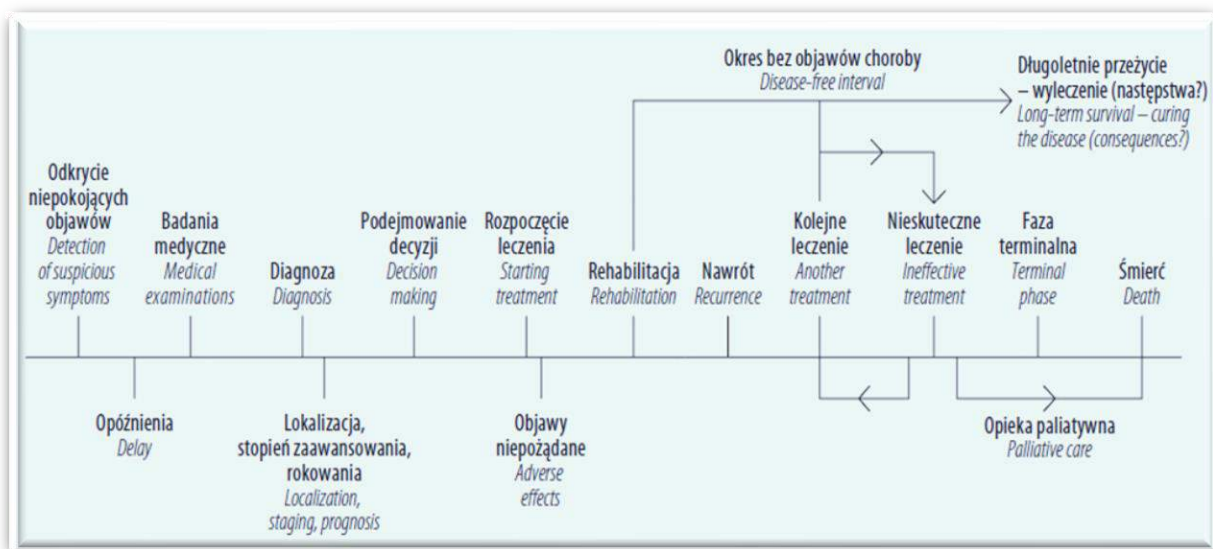 Okres bez objawów choroby
Disease-free interval
Długoletnie przeżycie
– wyleczenie (następstwa?)
Long-term survival – curing
the disease (consequences?)
Odkrycie
niepokojących
objawów
Detection
of suspicious
symptoms
Badania
medyczne
Medical
examinations
Diagnoza
Diagnosis
Podejmowanie
decyzji
Decision
making
Rozpoczęcie
leczenia
Starting
treatment
Rehabilitacja
Rehabilitation
Nawrót
Recurrence
Kolejne
leczenie
Another
treatment
Nieskuteczne
leczenie
Ineffective
treatment
Faza
terminalna
Terminal
phase
Śmierć
Death
Opóźnienia
Delay
Lokalizacja,
stopień zaawansowania,
rokowania
Localization,
staging, prognosis
Objawy
niepożądane
Adverse
effects
Opieka paliatywna
Palliative care